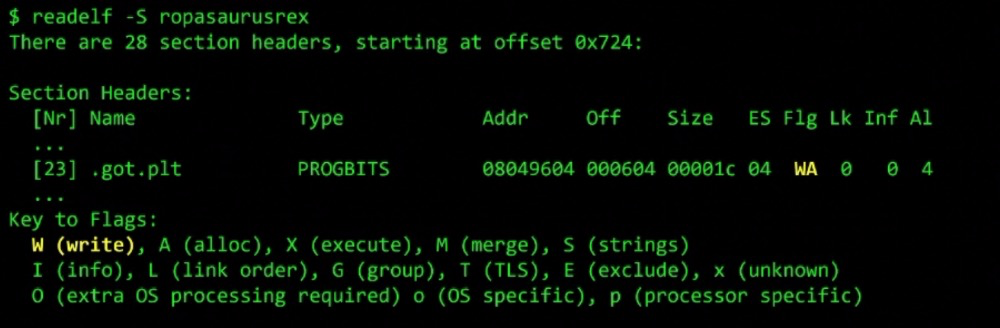 $ readelf -S ropasaurusrex
There are 28 section headers, starting at offset 0x724:
Section Headers:
[Nr] Name Type Addr Off Size ES Flg Lk Inf Al
...
[23] .got.plt PROGBITS 08049604 000604 00001c 04 WA 0 0 4
...
Key to Flags:
W (write), A (alloc), X (execute), M (merge), S (strings)
I (info), L (link order), G (group), T (TLS), E (exclude), x (unknown)
O (extra OS processing required) o (OS specific), p (processor specific)